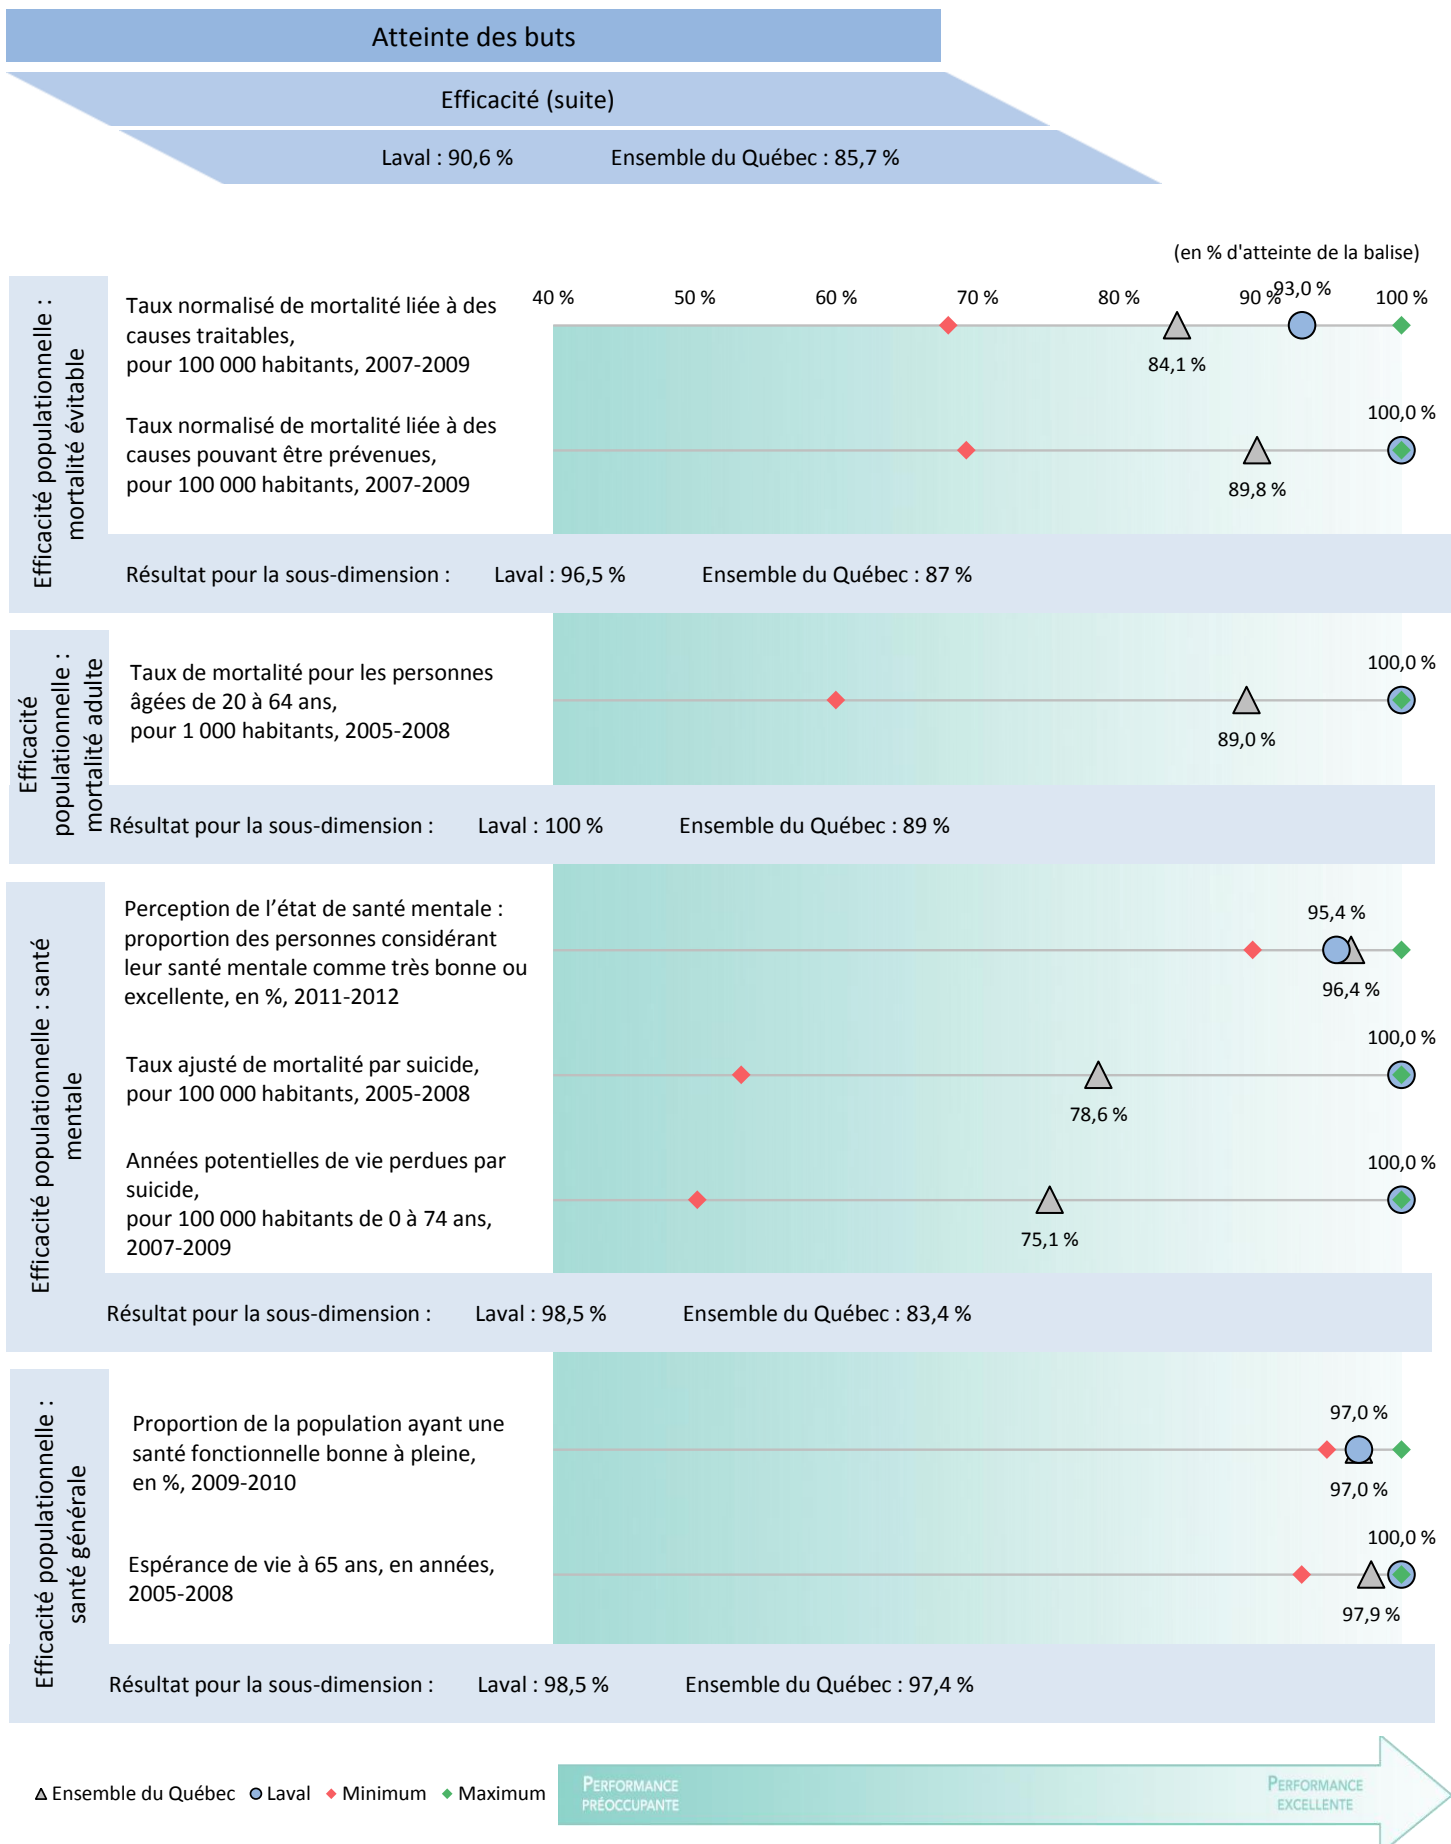 Atteinte des buts
Efficacité (suite)
Laval : 90,6 % Ensemble du Québec : 85,7 %
(en % d'atteinte de la balise)
40 % 50 % 60 % 70 % 80 % 90 % 100 %
Efficacité populationnelle :
mortalité évitable
Taux normalisé de mortalité liée à des
causes traitables,
pour 100 000 habitants, 2007-2009
93,0 %
84,1 %
Taux normalisé de mortalité liée à des
causes pouvant être prévenues,
pour 100 000 habitants, 2007-2009
100,0 %
89,8 %
Résultat pour la sous-dimension : Laval : 96,5 % Ensemble du Québec : 87 %
Efficacité
populationnelle :
mortalité adulte
Taux de mortalité pour les personnes
âgées de 20 à 64 ans,
pour 1 000 habitants, 2005-2008
100,0 %
89,0 %
Résultat pour la sous-dimension : Laval : 100 % Ensemble du Québec : 89 %
Efficacité populationnelle : santé
mentale
Perception de l’état de santé mentale :
proportion des personnes considérant
leur santé mentale comme très bonne ou
excellente, en %, 2011-2012
95,4 %
96,4 %
Taux ajusté de mortalité par suicide,
pour 100 000 habitants, 2005-2008
100,0 %
78,6 %
Années potentielles de vie perdues par
suicide,
pour 100 000 habitants de 0 à 74 ans,
2007-2009
100,0 %
75,1 %
Résultat pour la sous-dimension : Laval : 98,5 % Ensemble du Québec : 83,4 %
Efficacité populationnelle :
santé générale
Proportion de la population ayant une
santé fonctionnelle bonne à pleine,
en %, 2009-2010
97,0 %
97,0 %
Espérance de vie à 65 ans, en années,
2005-2008
100,0 %
97,9 %
Résultat pour la sous-dimension : Laval : 98,5 % Ensemble du Québec : 97,4 %
Ensemble du Québec Laval Minimum Maximum
PERFORMANCE
PRÉOCCUPANTE
PERFORMANCE
EXCELLENTE